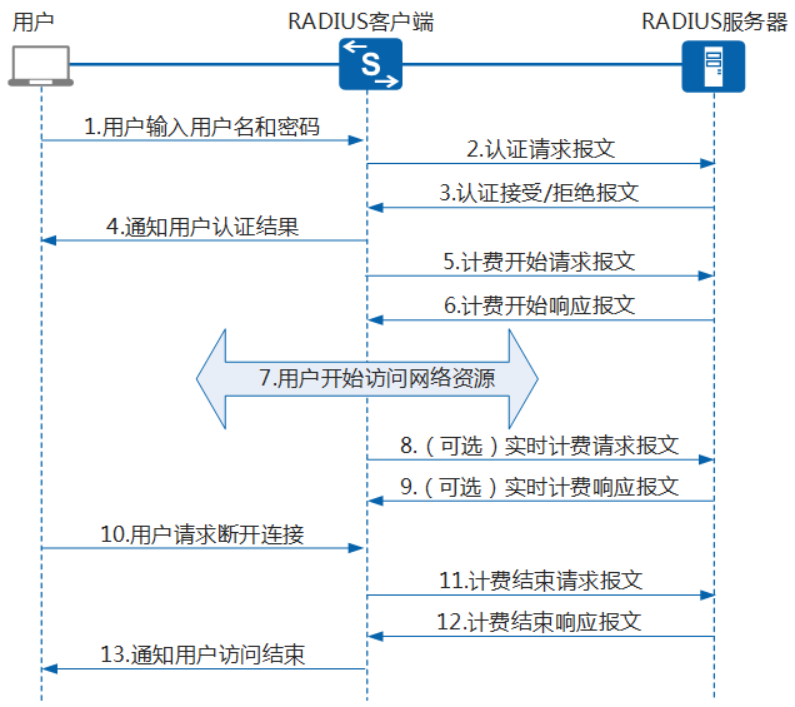 用户
RADIUS客户端
RADIUS服务器
S
1.用户输入用户名和密码
2.认证请求报文
3.认证接受/拒绝报文
4.通知用户认证结果
5.计费开始请求报文
6.计费开始响应报文
7.用户开始访问网络资源
8.（可选）实时计费请求报文
9.（可选）实时计费响应报文
10.用户请求断开连接
11.计费结束请求报文
12.计费结束响应报文
13.通知用户访问结束